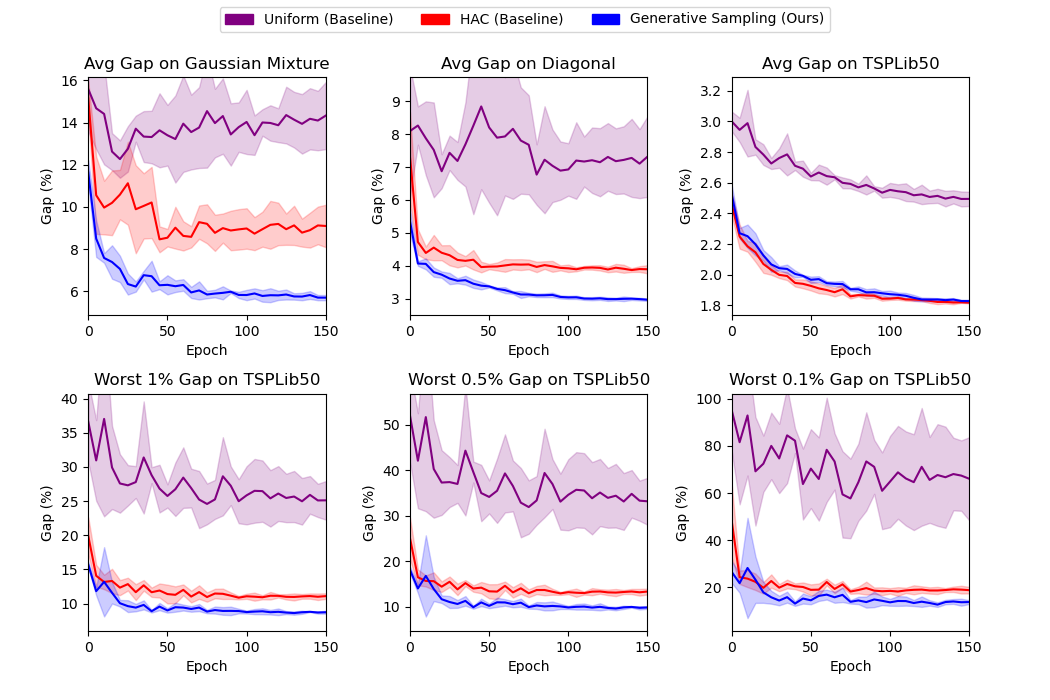 Uniform (Baseline) HAC (Baseline) Generative Sampling (Ours)
Avg Gap on Gaussian Mixture
Gap (%)
16
14
12
10
8
6
0 50 100 150
Epoch
Avg Gap on Diagonal
Gap (%)
9
8
7
6
5
4
3
0 50 100 150
Epoch
Avg Gap on TSPLib50
Gap (%)
3.2
3.0
2.8
2.6
2.4
2.2
2.0
1.8
0 50 100 150
Epoch
Worst 1% Gap on TSPLib50
Gap (%)
40
35
30
25
20
15
10
0 50 100 150
Epoch
Worst 0.5% Gap on TSPLib50
Gap (%)
50
40
30
20
10
0 50 100 150
Epoch
Worst 0.1% Gap on TSPLib50
Gap (%)
100
80
60
40
20
0 50 100 150
Epoch